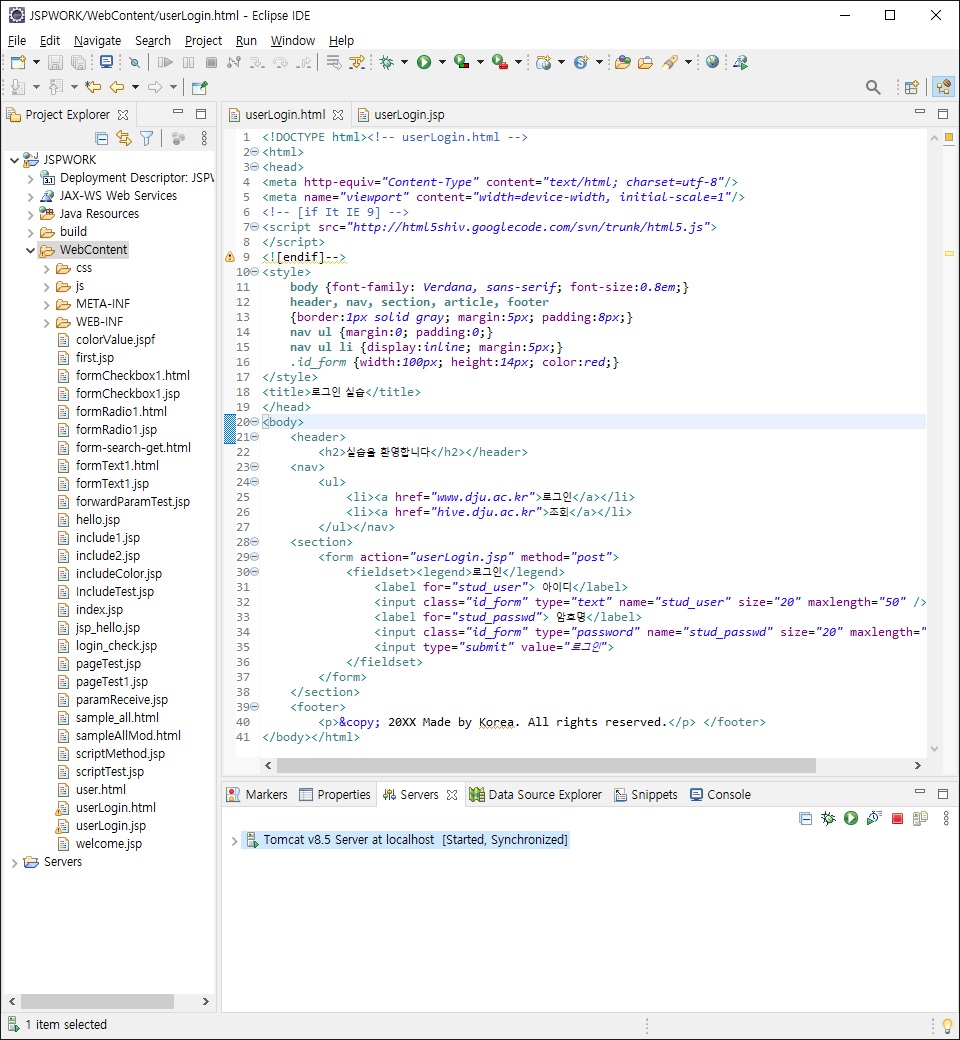 JSPWORK/WebContent/userLogin.html - Eclipse IDE
File Edit Navigate Search Project Run Window Help
Project Explorer
JSPWORK
Deployment Descriptor: JSPW
JAX-WS Web Services
Java Resources
build
WebContent
css
js
META-INF
WEB-INF
colorValue.jspf
first.jsp
formCheckbox1.html
formCheckbox1.jsp
formRadio1.html
formRadio1.jsp
form-search-get.html
formText1.html
formText1.jsp
forwardParamTest.jsp
hello.jsp
include1.jsp
include2.jsp
includeColor.jsp
IncludeTest.jsp
index.jsp
jsp_hello.jsp
login_check.jsp
pageTest.jsp
pageTest1.jsp
paramReceive.jsp
sample_all.html
sampleAllMod.html
scriptMethod.jsp
scriptTest.jsp
user.html
userLogin.html
userLogin.jsp
welcome.jsp
Servers
userLogin.html userLogin.jsp
1 <!DOCTYPE html><!-- userLogin.html -->
2 <html>
3 <head>
4 <meta http-equiv="Content-Type" content="text/html; charset=utf-8"/>
5 <meta name="viewport" content="width=device-width, initial-scale=1"/>
6 <!-- [if It IE 9] -->
7 <script src="http://html5shiv.googlecode.com/svn/trunk/html5.js">
8 </script>
9 <![endif]-->
10 <style>
11 body {font-family: Verdana, sans-serif; font-size:0.8em;}
12 header, nav, section, article, footer
13 {border:1px solid gray; margin:5px; padding:8px;}
14 nav ul {margin:0; padding:0;}
15 nav ul li {display:inline; margin:5px;}
16 .id_form {width:100px; height:14px; color:red;}
17 </style>
18 <title>로그인 실습</title>
19 </head>
20 <body>
21 <header>
22 <h2>실습을 환영합니다</h2></header>
23 <nav>
24 <ul>
25 <li><a href="www.dju.ac.kr">로그인</a></li>
26 <li><a href="hive.dju.ac.kr">조회</a></li>
27 </ul></nav>
28 <section>
29 <form action="userLogin.jsp" method="post">
30 <fieldset><legend>로그인</legend>
31 <label for="stud_user"> 아이디</label>
32 <input class="id_form" type="text" name="stud_user" size="20" maxlength="50" />
33 <label for="stud_passwd"> 암호명</label>
34 <input class="id_form" type="password" name="stud_passwd" size="20" maxlength="
35 <input type="submit" value="로그인">
36 </fieldset>
37 </form>
38 </section>
39 <footer>
40 <p>&copy; 20XX Made by Korea. All rights reserved.</p> </footer>
41 </body></html>
Markers Properties Servers Data Source Explorer Snippets Console
Tomcat v8.5 Server at localhost [Started, Synchronized]
1 item selected